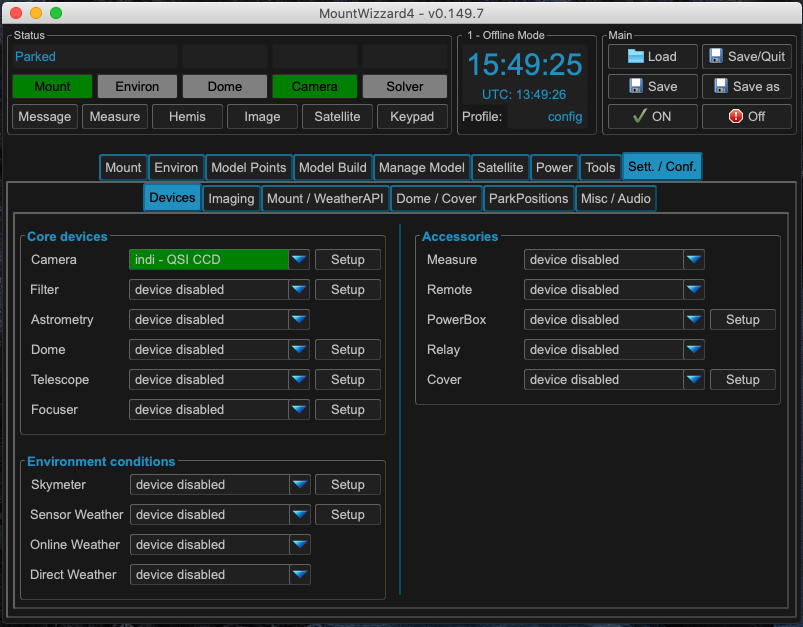 MountWizzard4 - v0.149.7
Status
Parked
Mount Environ Dome Camera Solver
Message Measure Hemis Image Satellite Keypad
1 - Offline Mode
15:49:25
UTC: 13:49:26
Profile: config
Main
Load Save/Quit
Save Save as
ON Off
Mount Environ Model Points Model Build Manage Model Satellite Power Tools Sett. / Conf.
Devices Imaging Mount / WeatherAPI Dome / Cover ParkPositions Misc / Audio
Core devices
Camera indi - QSI CCD Setup
Filter device disabled Setup
Astrometry device disabled
Dome device disabled Setup
Telescope device disabled Setup
Focuser device disabled Setup
Environment conditions
Skymeter device disabled Setup
Sensor Weather device disabled Setup
Online Weather device disabled
Direct Weather device disabled
Accessories
Measure device disabled
Remote device disabled
PowerBox device disabled Setup
Relay device disabled
Cover device disabled Setup